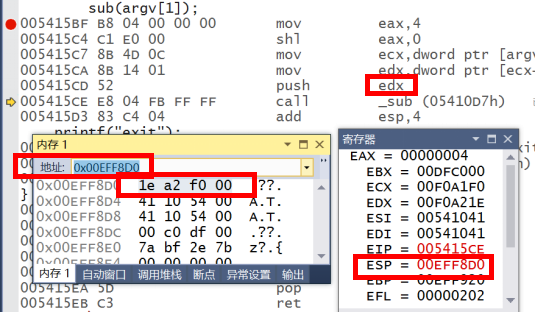 sub(argv[1]);
005415BF B8 04 00 00 00 mov eax,4
005415C4 C1 E0 00 shl eax,0
005415C7 8B 4D 0C mov ecx,dword ptr [argv
005415CA 8B 14 01 mov edx,dword ptr [ecx
005415CD 52 push edx
005415CE E8 04 FB FF FF call _sub (05410D7h)
005415D3 83 C4 04 add esp,4
printf("exit");
内存 1
地址: 0x00EFF8D0
0x00EFF8D0 1e a2 f0 00 .??.
0x00EFF8D4 41 10 54 00 A.T.
0x00EFF8D8 41 10 54 00 A.T.
0x00EFF8DC 00 c0 df 00 .??.
0x00EFF8E0 7a bf 2e 7b z?.{
内存 1 自动窗口 调用堆栈 断点 异常设置 输出
寄存器
EAX = 00000004
EBX = 00DFC000
ECX = 00F0A1F0
EDX = 00F0A21E
ESI = 00541041
EDI = 00541041
EIP = 005415CE
ESP = 00EFF8D0
EBP = 00EFF920
EFL = 00000202
005415EA 5D pop
005415EB C3 ret